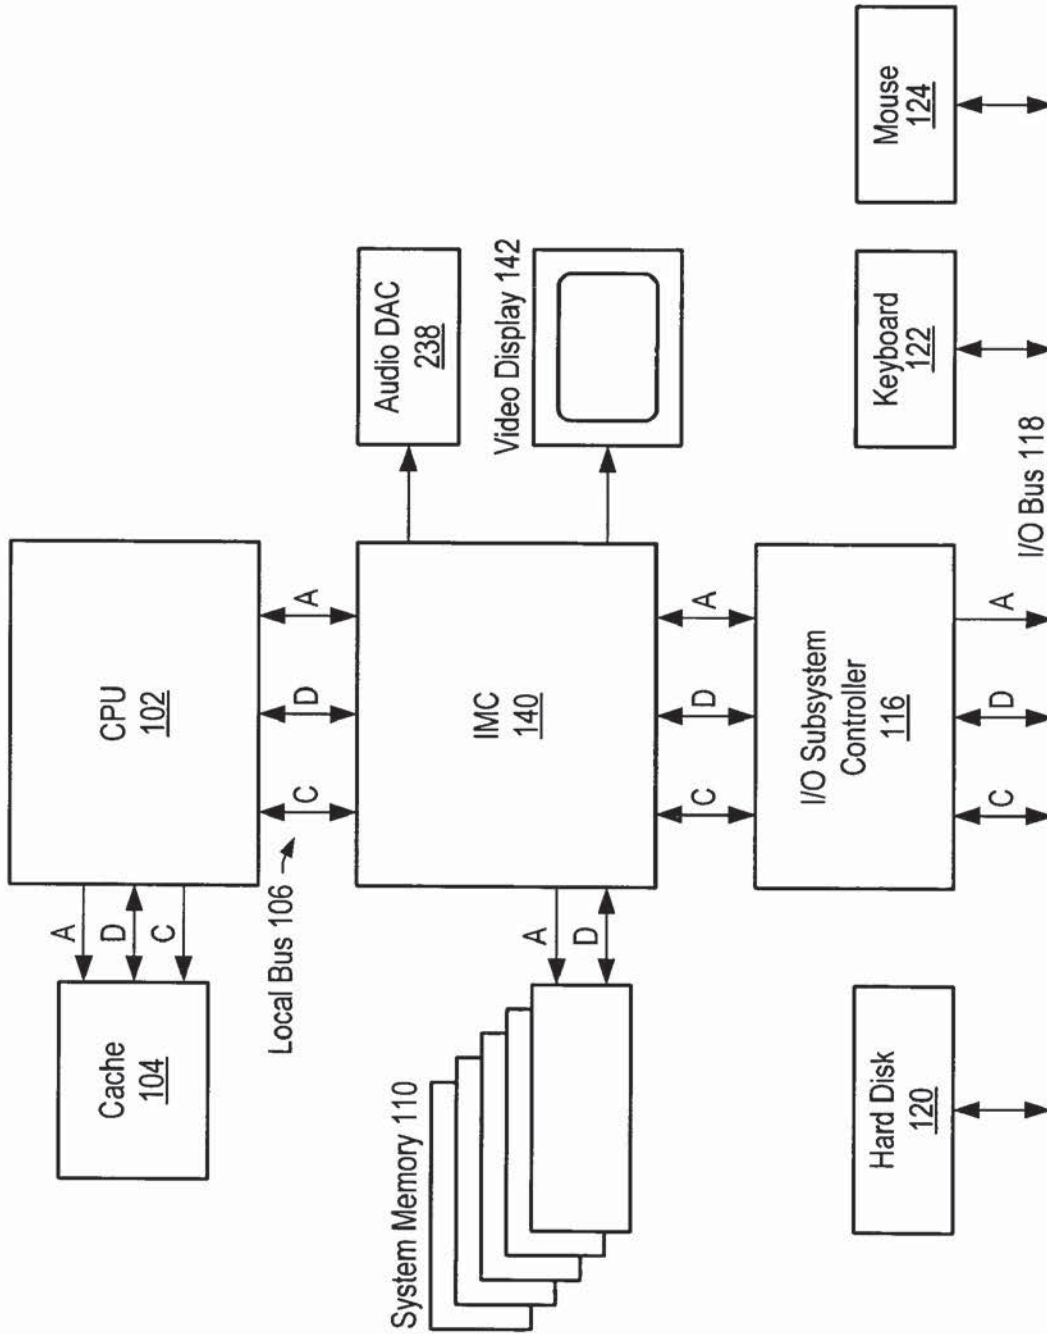 CPU
102
Cache
104
A
D
C
Local Bus 106
C
D
A
IMC
140
Audio DAC
238
Video Display 142
System Memory 110
A
D
C
D
A
I/O Subsystem
Controller
116
Hard Disk
120
Keyboard
122
Mouse
124
C
D
A
I/O Bus 118